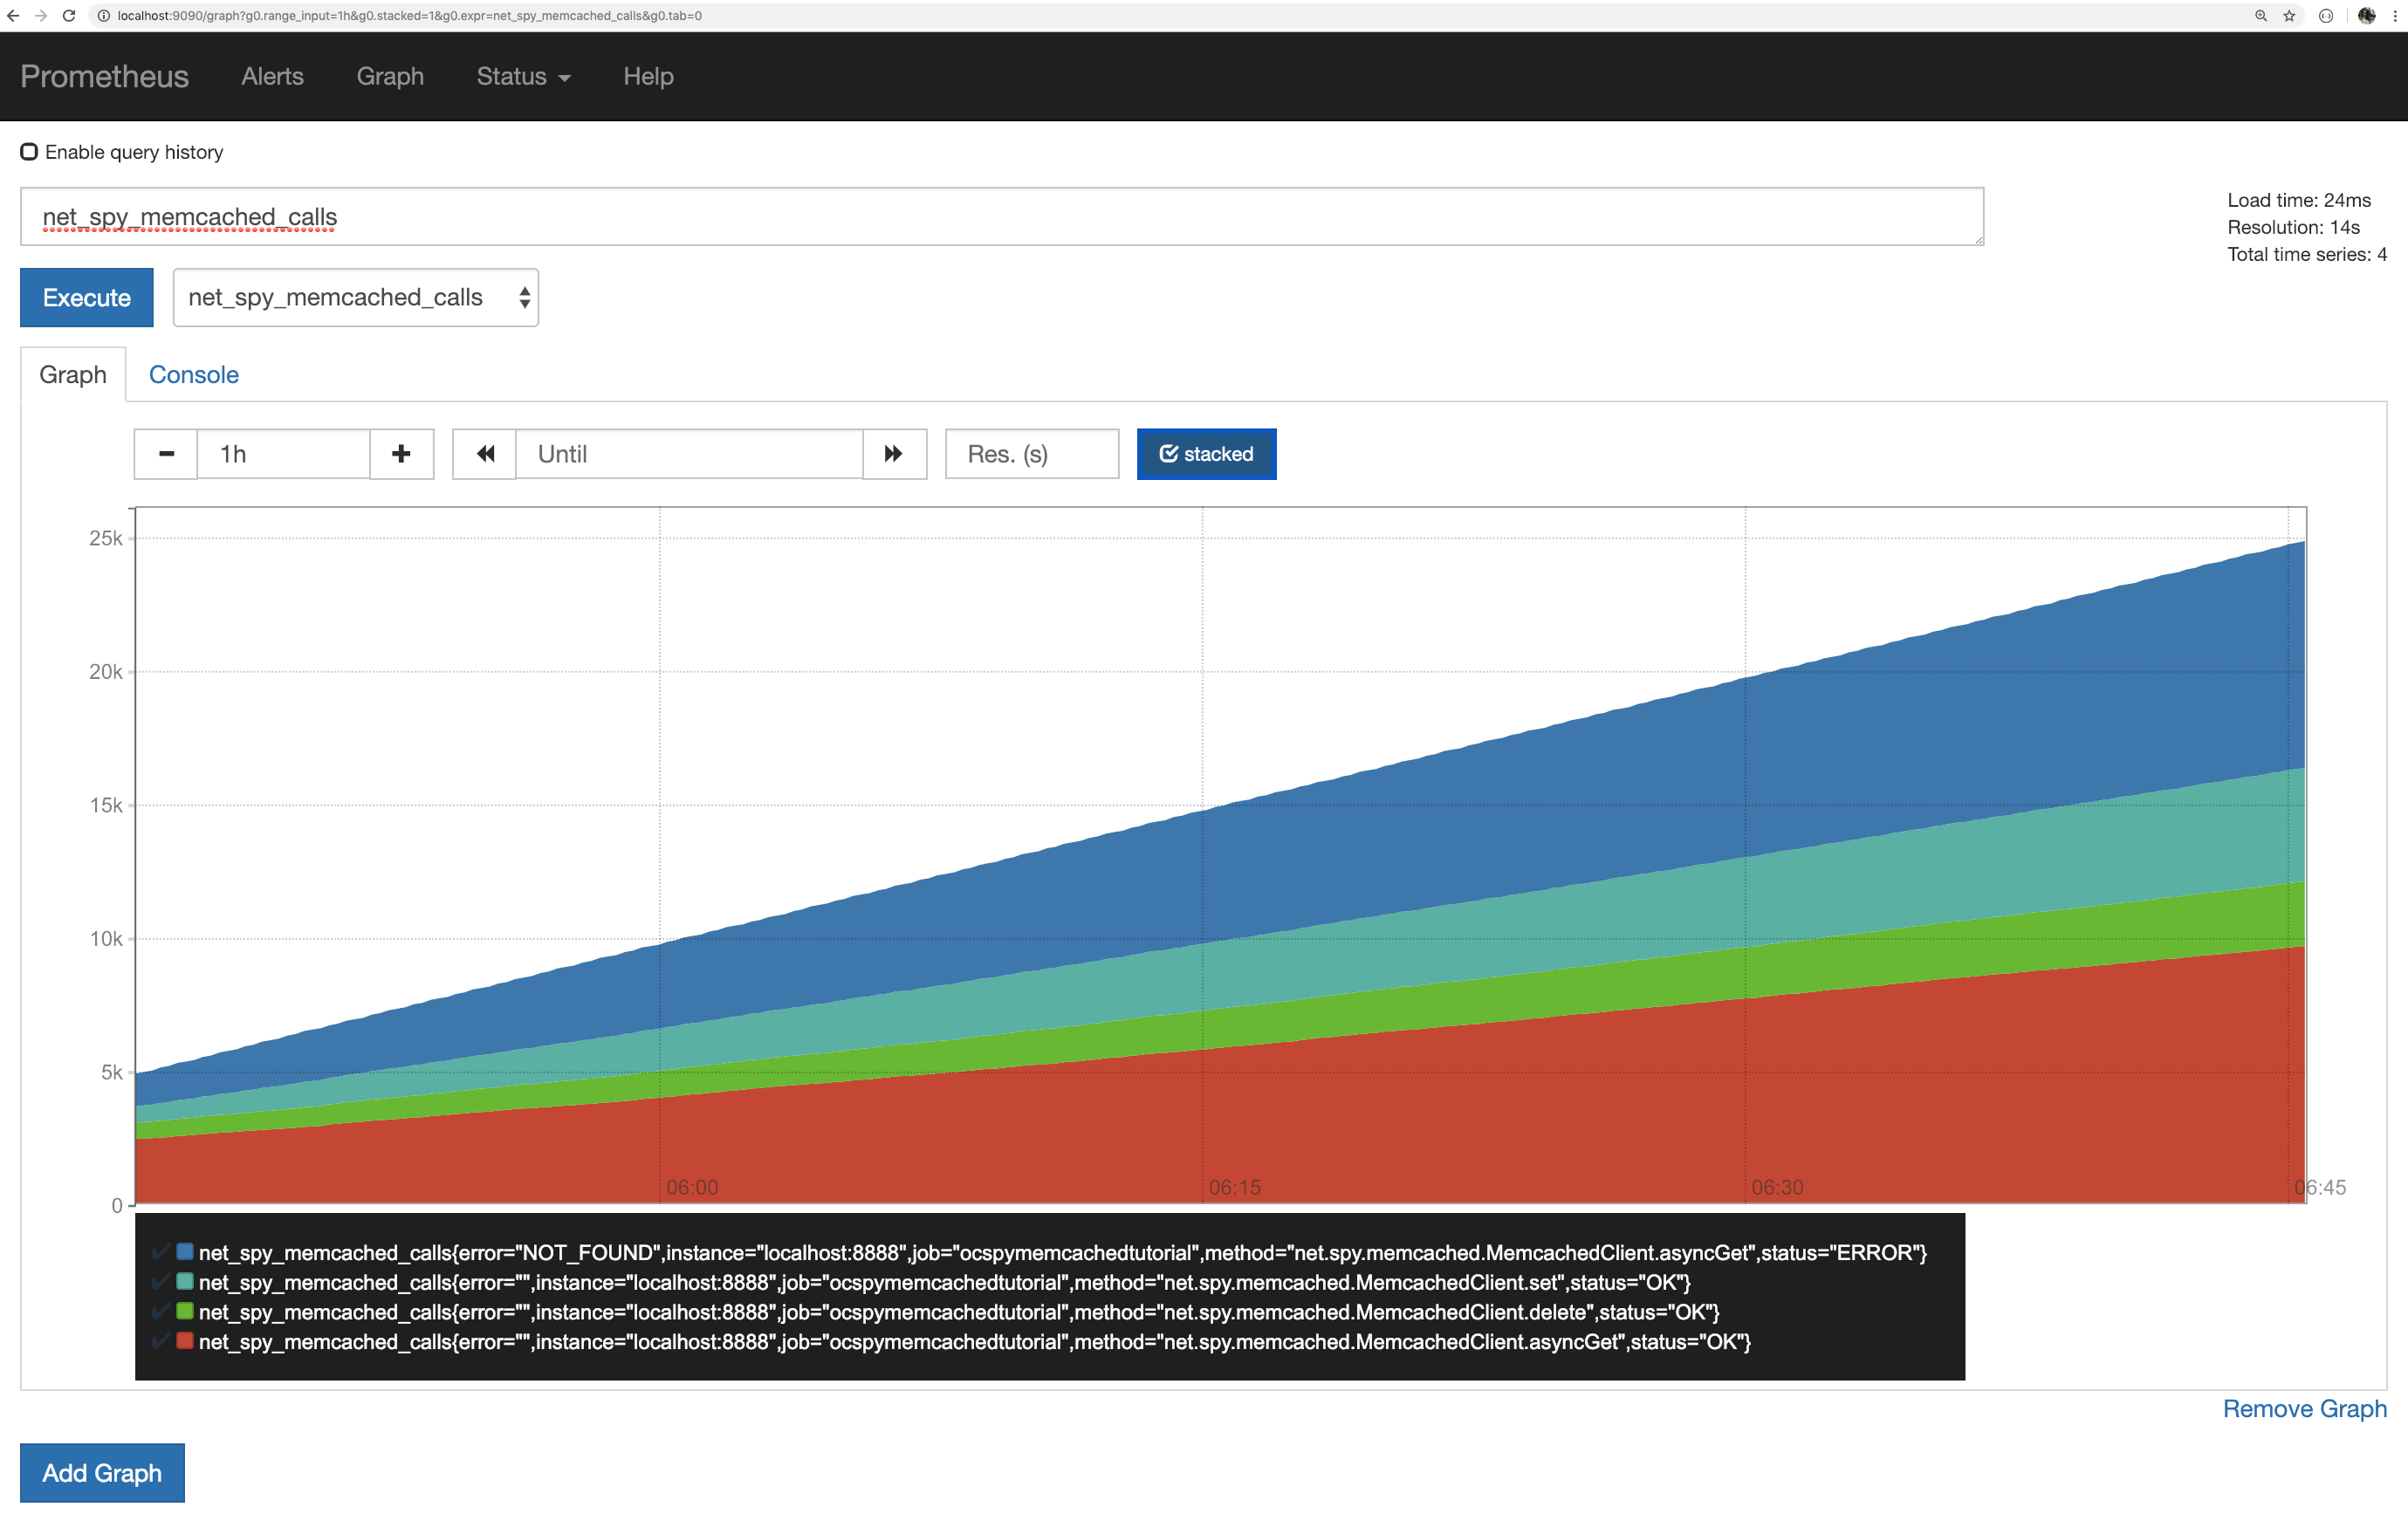 localhost:9090/graph?g0.range_input=1h&g0.stacked=1&g0.expr=net_spy_memcached_calls&g0.tab=0
Prometheus Alerts Graph Status Help
Enable query history
net_spy_memcached_calls
Load time: 24ms
Resolution: 14s
Total time series: 4
Execute net_spy_memcached_calls
Graph Console
1h Until Res. (s) stacked
25k
20k
15k
10k
5k
0
06:00 06:15 06:30 06:45
net_spy_memcached_calls{error="NOT_FOUND",instance="localhost:8888",job="ocspymemcachedtutorial",method="net.spy.memcached.MemcachedClient.asyncGet",status="ERROR"}
net_spy_memcached_calls{error="",instance="localhost:8888",job="ocspymemcachedtutorial",method="net.spy.memcached.MemcachedClient.set",status="OK"}
net_spy_memcached_calls{error="",instance="localhost:8888",job="ocspymemcachedtutorial",method="net.spy.memcached.MemcachedClient.delete",status="OK"}
net_spy_memcached_calls{error="",instance="localhost:8888",job="ocspymemcachedtutorial",method="net.spy.memcached.MemcachedClient.asyncGet",status="OK"}
Remove Graph
Add Graph